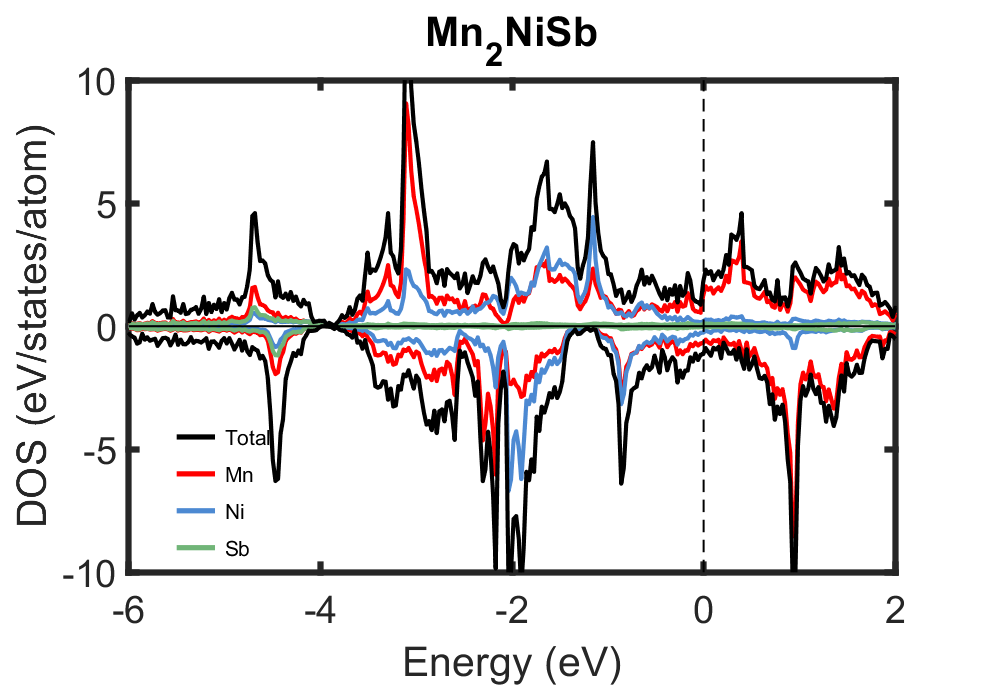 Mn2NiSb
DOS (eV/states/atom)
10
5
0
-5
-10
Total
Mn
Ni
Sb
-6 -4 -2 0 2
Energy (eV)